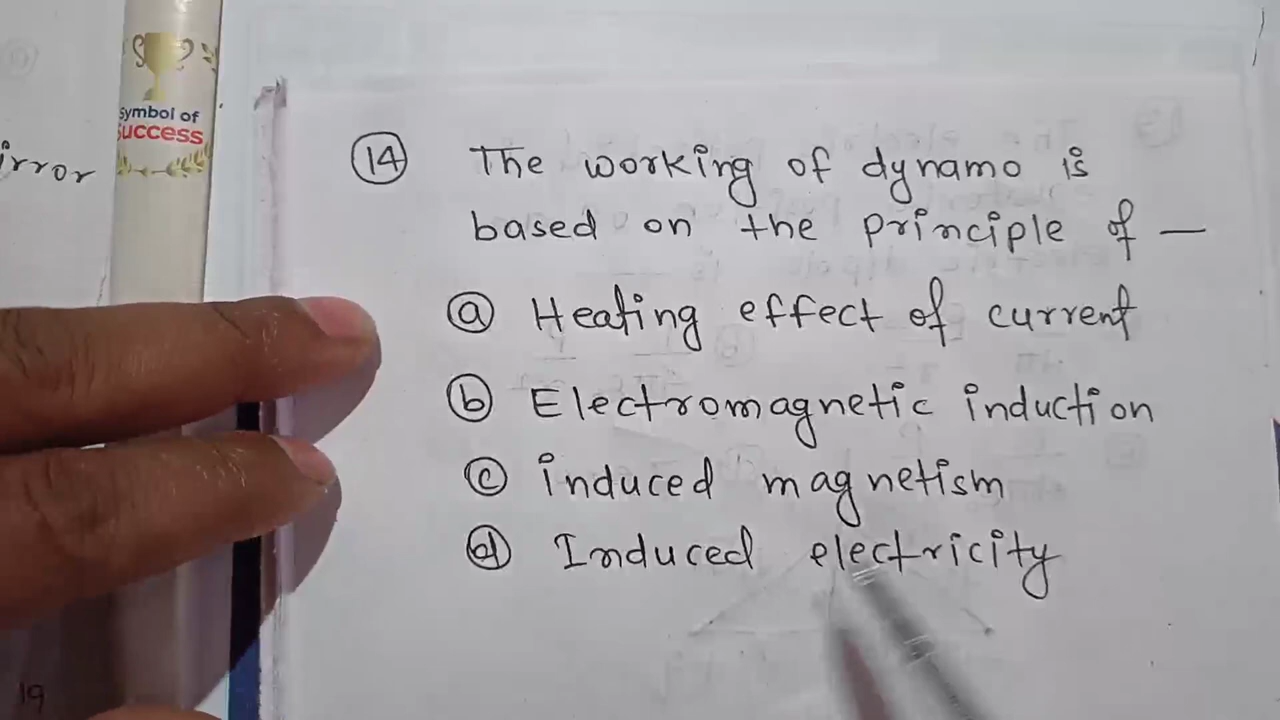 Symbol of
Success
irror
(14) The working of dynamo is
based on the principle of —
(a) Heating effect of current
(b) Electromagnetic induction
(c) induced magnetism
(d) Induced electricity
19